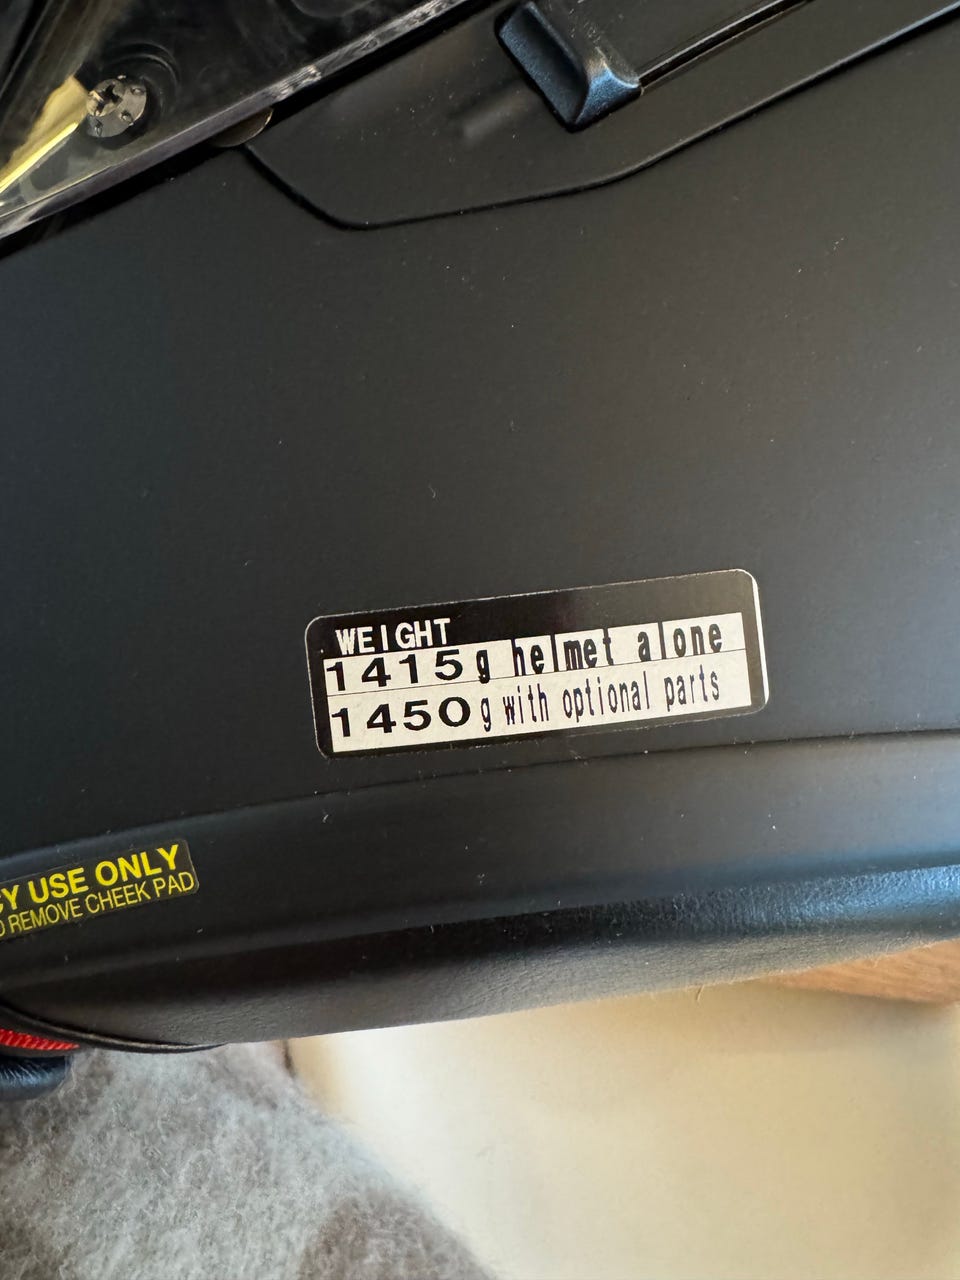 WEIGHT
1415g helmet alone
1450g with optional parts
USE ONLY
REMOVE CHEEK PAD